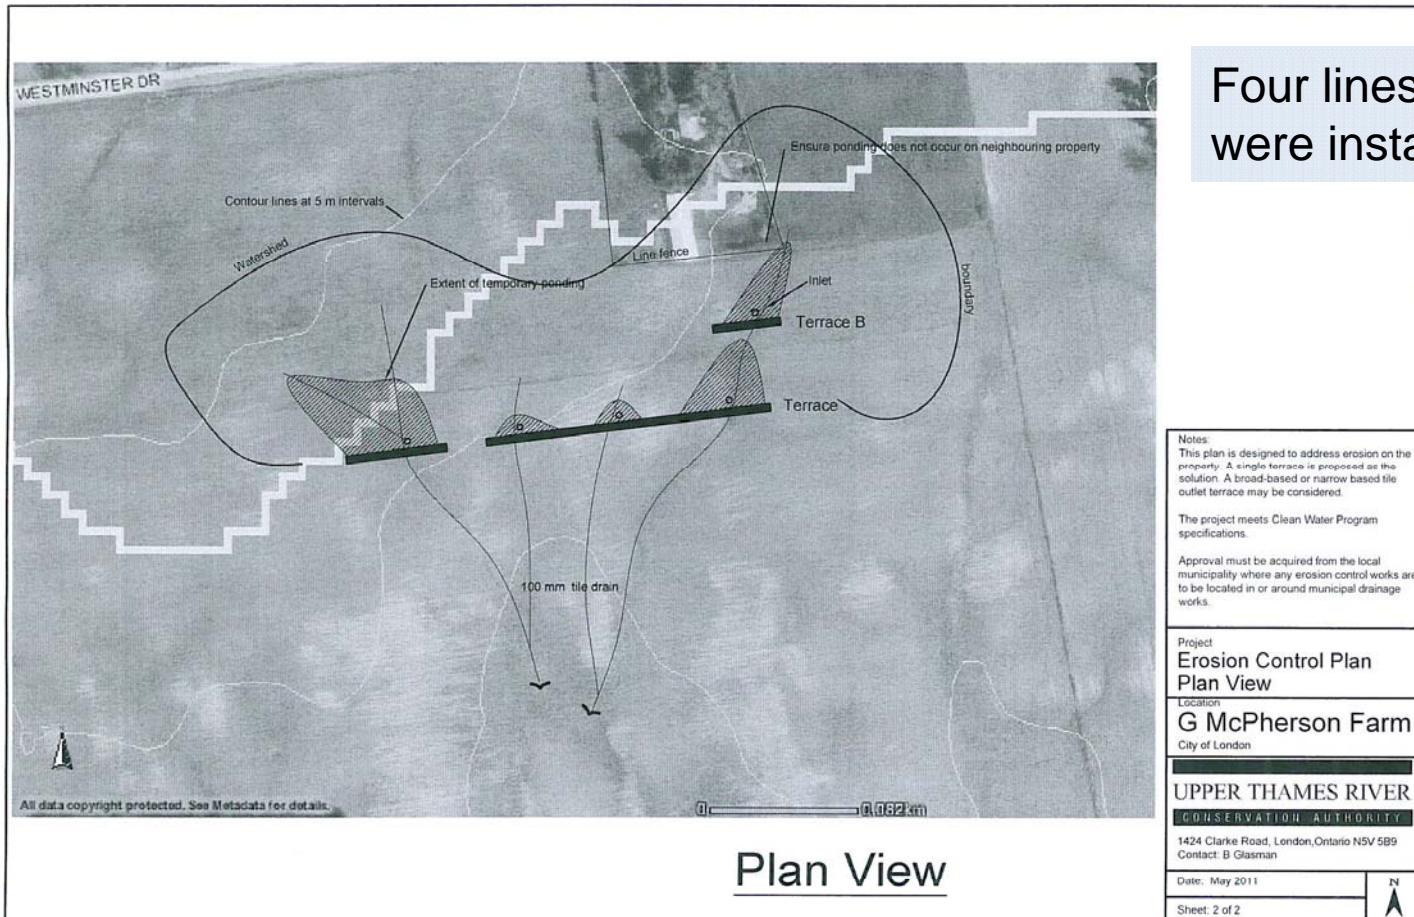 Four lines
were insta
WESTMINSTER DR
Ensure ponding does not occur on neighbouring property
Contour lines at 5 m intervals
Watershed
Line fence
Extent of temporary ponding
Inlet
boundary
Terrace B
Terrace
100 mm tile drain
All data copyright protected. See Metadata for details.
0 0.082km
Plan View
Notes:
This plan is designed to address erosion on the
property. A single terrace is proposed as the
solution. A broad-based or narrow based tile
outlet terrace may be considered.
The project meets Clean Water Program
specifications.
Approval must be acquired from the local
municipality where any erosion control works are
to be located in or around municipal drainage
works.
Project
Erosion Control Plan
Plan View
Location
G McPherson Farm
City of London
UPPER THAMES RIVER
CONSERVATION AUTHORITY
1424 Clarke Road, London,Ontario N5V 5B9
Contact: B Glasman
Date: May 2011
Sheet: 2 of 2
N